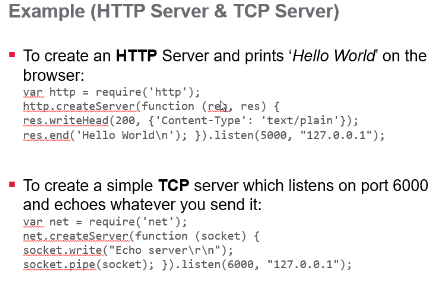 Example (HTTP Server & TCP Server)
To create an HTTP Server and prints ‘Hello World’ on the
browser:
var http = require('http');
http.createServer(function (req, res) {
res.writeHead(200, {'Content-Type': 'text/plain'});
res.end('Hello World\n'); }).listen(5000, "127.0.0.1");
To create a simple TCP server which listens on port 6000
and echoes whatever you send it:
var net = require('net');
net.createServer(function (socket) {
socket.write("Echo server\r\n");
socket.pipe(socket); }).listen(6000, "127.0.0.1");